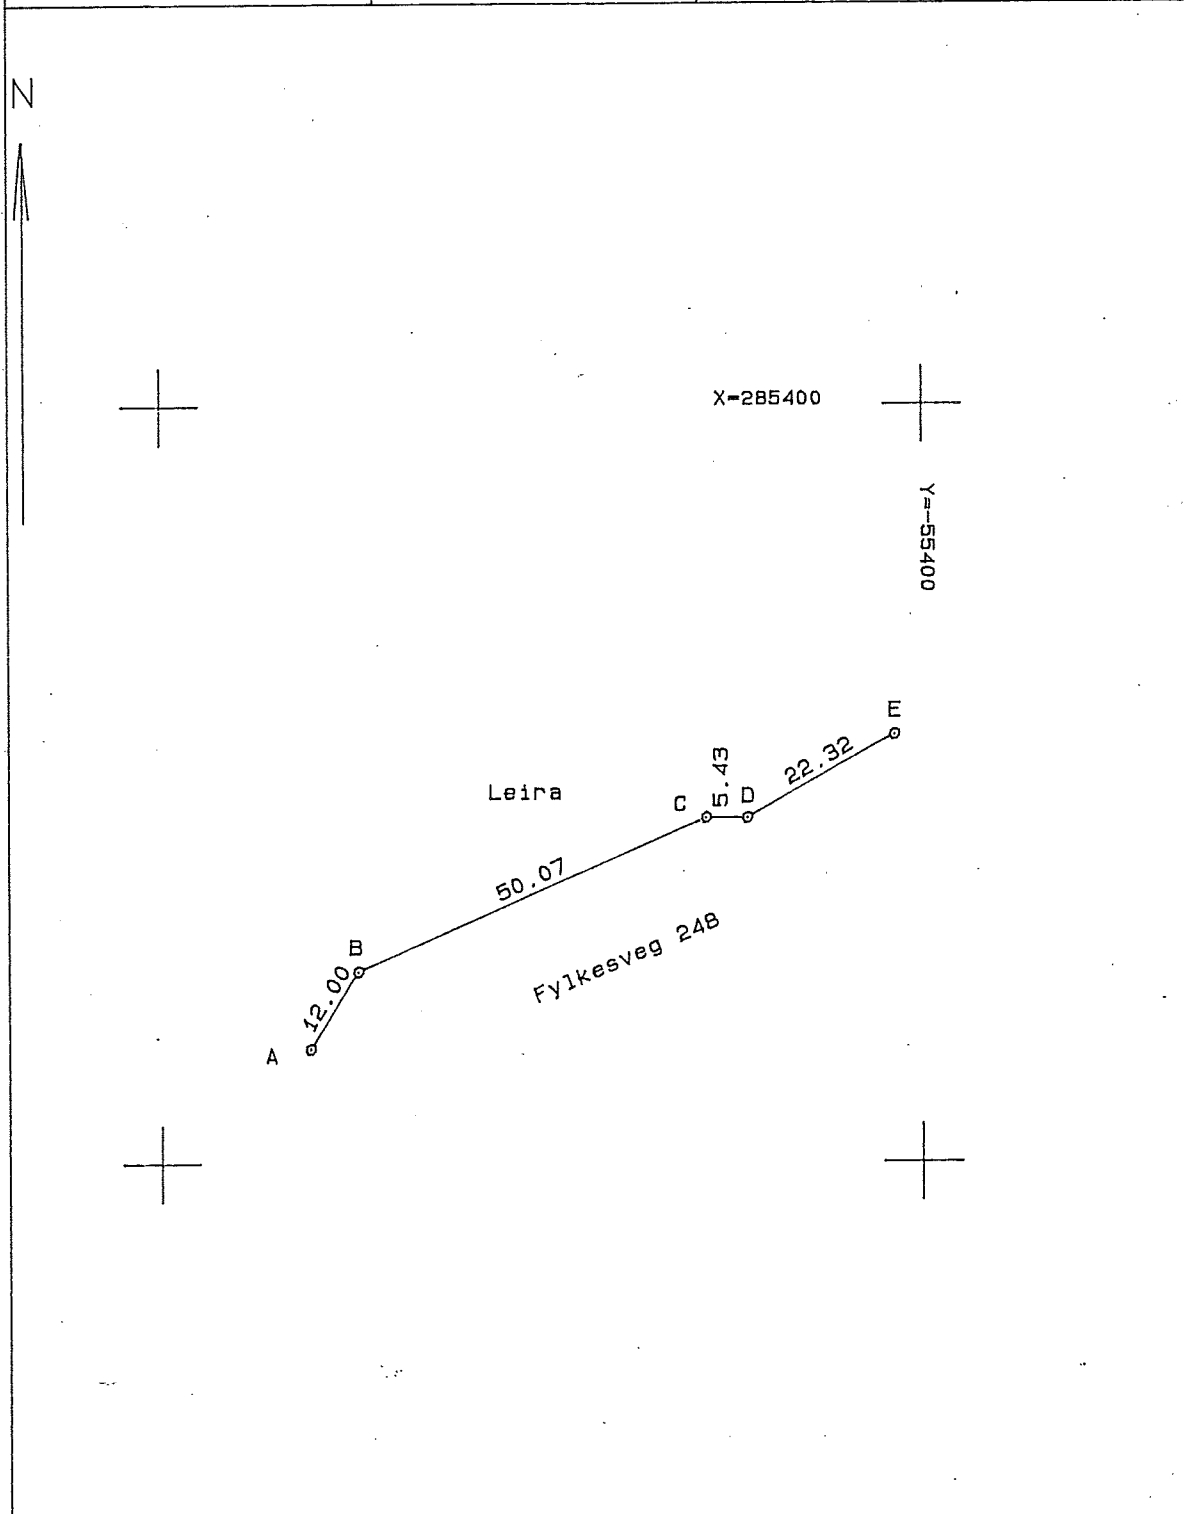 N
X=285400
Y=-55400
E
22.32
5.43
Leira
C
D
50.07
Fylkesveg 248
B
12.00
A